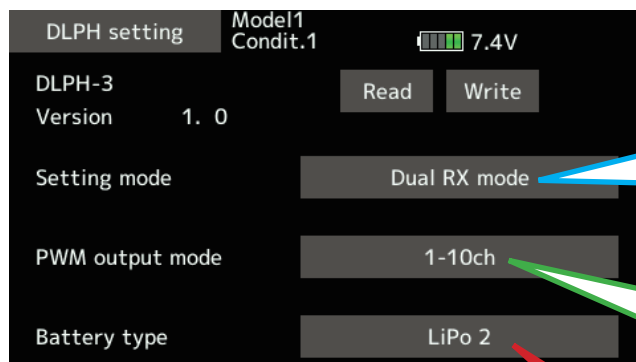 DLPH setting
Model1
Condit.1
7.4V
DLPH-3
Read Write
Version 1. 0
Setting mode Dual RX mode
PWM output mode 1-10ch
Battery type LiPo 2